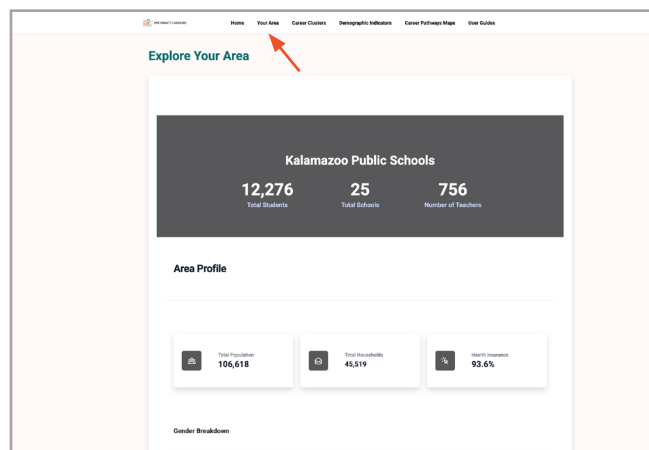 PATHWAY2CAREERS Home Your Area Career Clusters Demographic Indicators Career Pathways Maps User Guides
Explore Your Area
Kalamazoo Public Schools
12,276 25 756
Total Students Total Schools Number of Teachers
Area Profile
Total Population Total Households Health Insurance
106,618 45,519 93.6%
Gender Breakdown